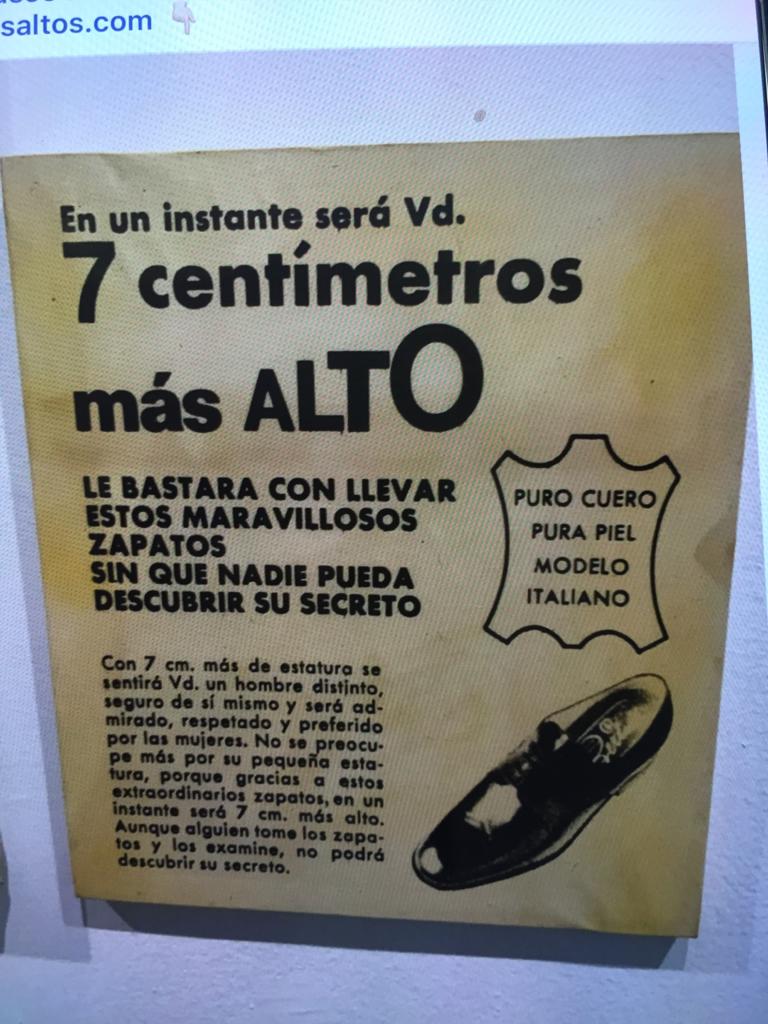 saltos.com 👇
En un instante será Vd.
7 centímetros
más ALTO
LE BASTARA CON LLEVAR
ESTOS MARAVILLOSOS
ZAPATOS
SIN QUE NADIE PUEDA
DESCUBRIR SU SECRETO
PURO CUERO
PURA PIEL
MODELO
ITALIANO
Con 7 cm. más de estatura se
sentirá Vd. un hombre distinto,
seguro de sí mismo y será ad-
mirado, respetado y preferido
por las mujeres. No se preocu-
pe más por su pequeña esta-
tura, porque gracias a estos
extraordinarios zapatos, en un
instante será 7 cm. más alto.
Aunque alguien tome los zapa-
tos y los examine, no podrá
descubrir su secreto.